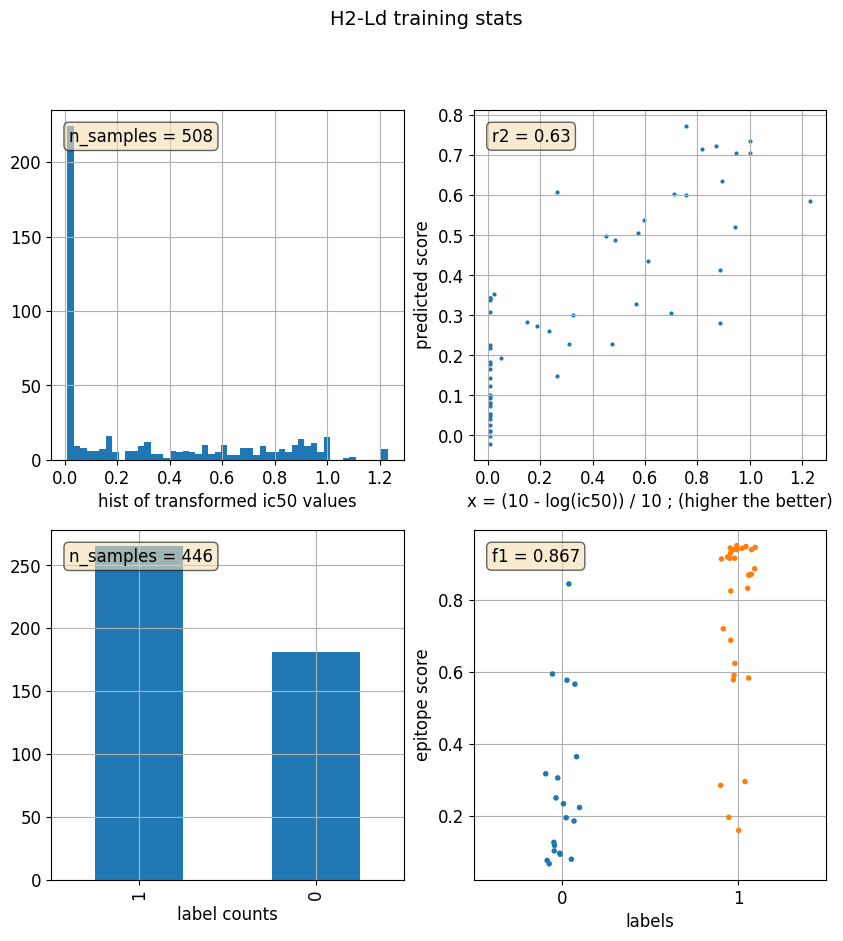 H2-Ld training stats
n_samples = 508
200
150
100
50
0
0.0 0.2 0.4 0.6 0.8 1.0 1.2
hist of transformed ic50 values
r2 = 0.63
predicted score
0.8
0.7
0.6
0.5
0.4
0.3
0.2
0.1
0.0
0.0 0.2 0.4 0.6 0.8 1.0 1.2
x = (10 - log(ic50)) / 10 ; (higher the better)
n_samples = 446
250
200
150
100
50
0
1 0
label counts
f1 = 0.867
epitope score
0.8
0.6
0.4
0.2
0 1
labels